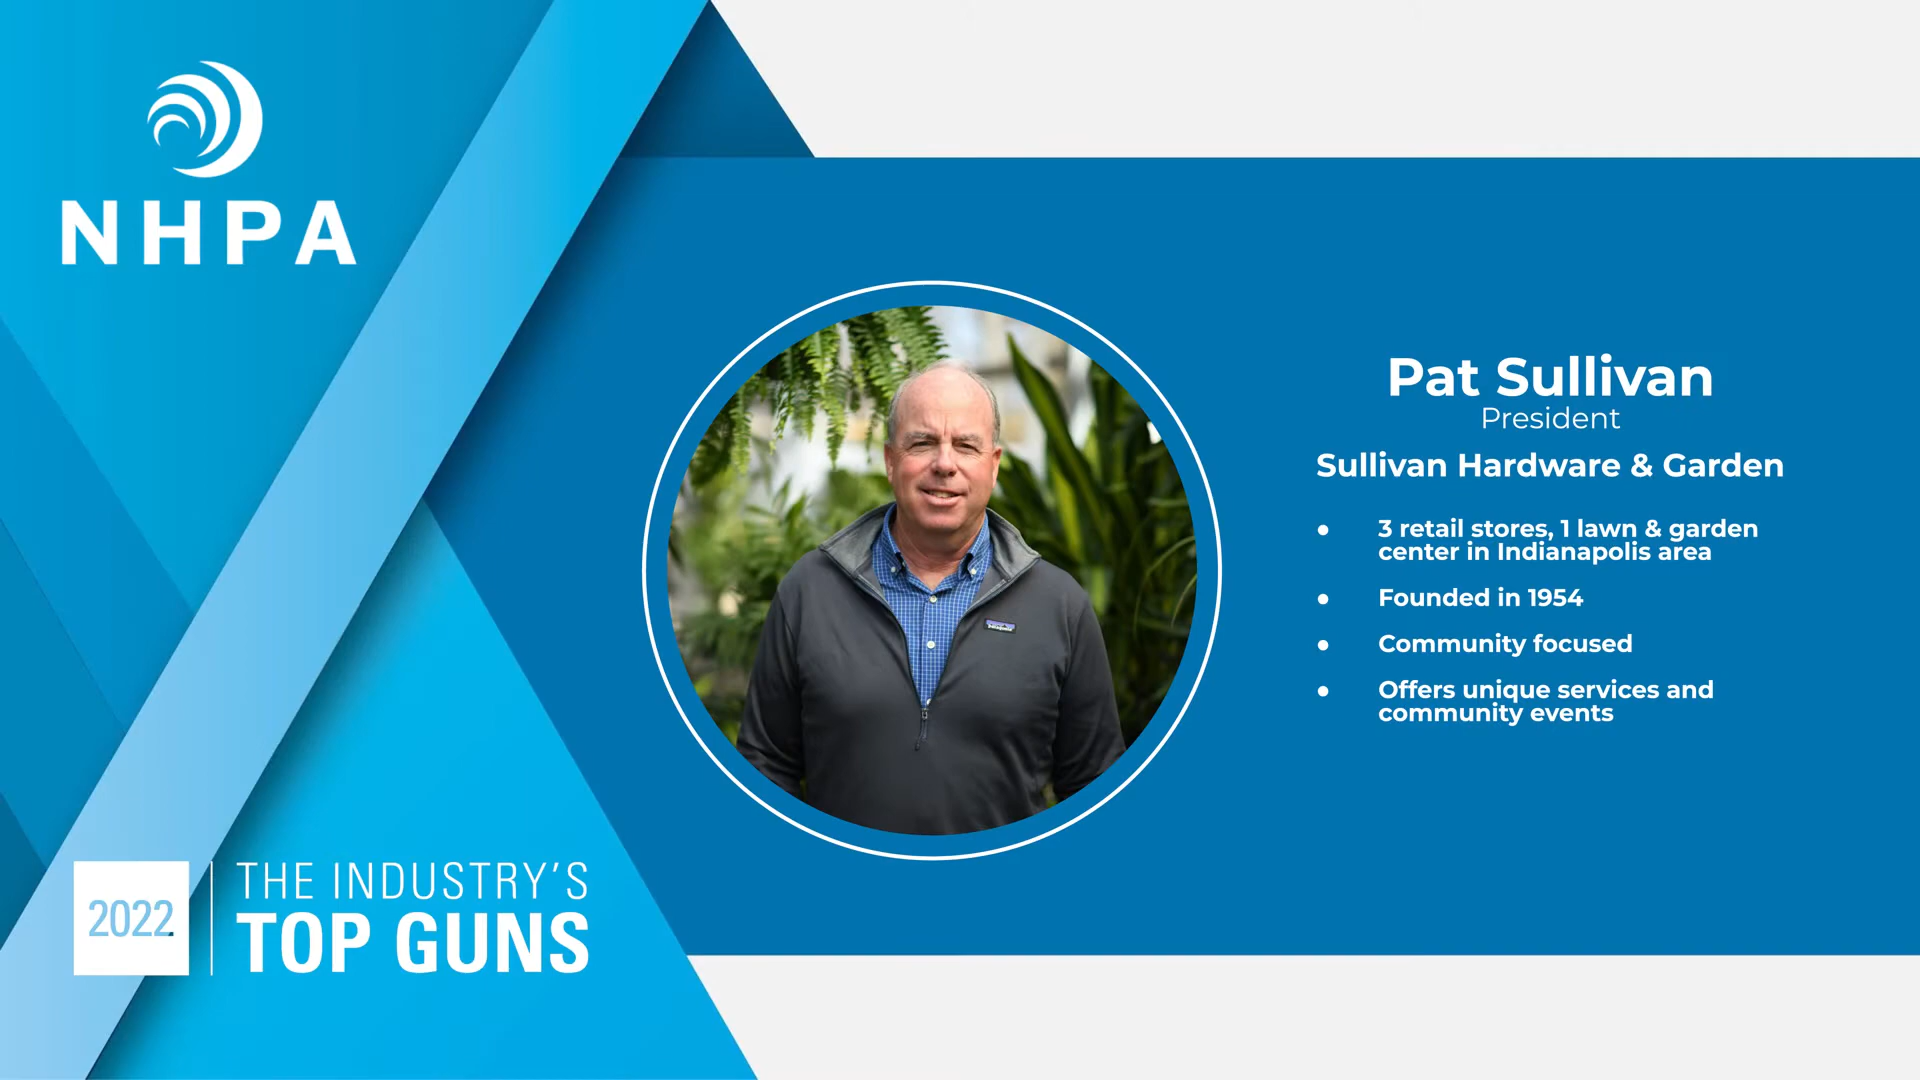 NHPA
Pat Sullivan
President
Sullivan Hardware & Garden
● 3 retail stores, 1 lawn & garden
center in Indianapolis area
● Founded in 1954
● Community focused
● Offers unique services and
community events
patagonia
2022.
THE INDUSTRY’S
TOP GUNS